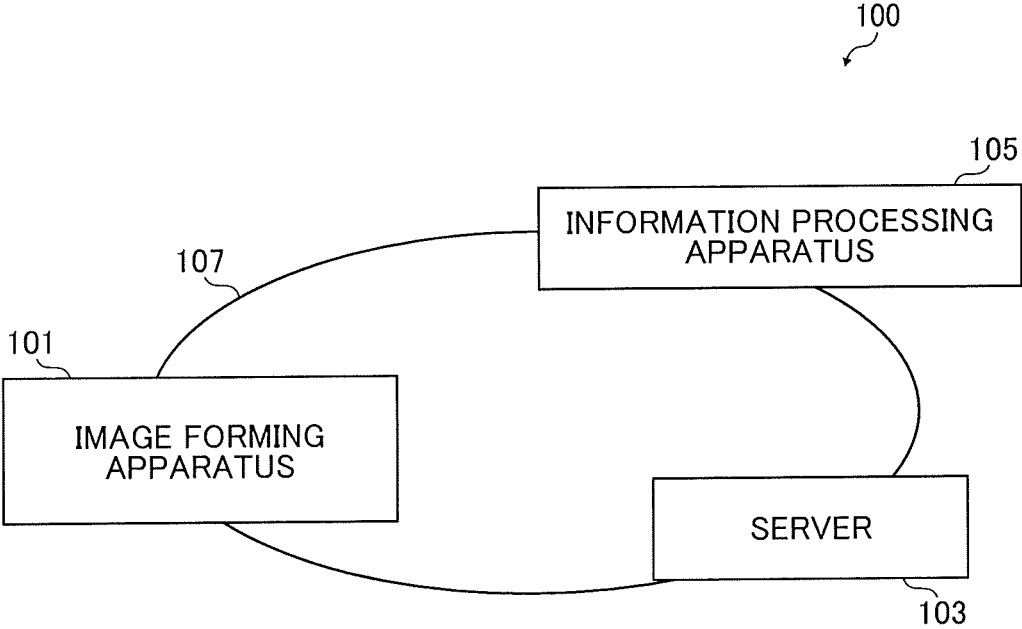 100
105
INFORMATION PROCESSING
APPARATUS
107
101
IMAGE FORMING
APPARATUS
SERVER
103